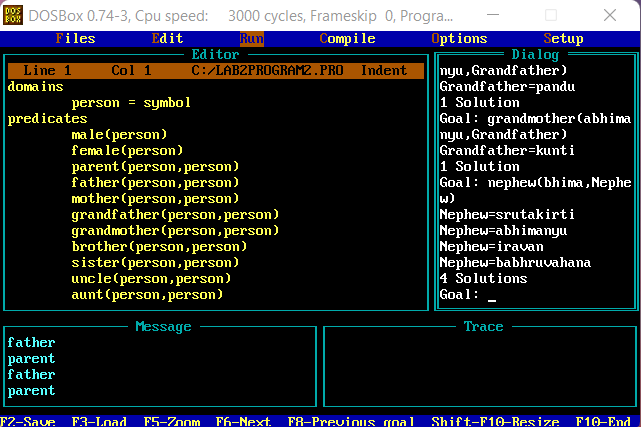 DOS BOX
DOSBox 0.74-3, Cpu speed: 3000 cycles, Frameskip 0, Progra...
Files Edit Run Compile Options Setup
Editor
Line 1 Col 1 C:/LAB2PROGRAM2.PRO Indent
domains
person = symbol
predicates
male(person)
female(person)
parent(person,person)
father(person,person)
mother(person,person)
grandfather(person,person)
grandmother(person,person)
brother(person,person)
sister(person,person)
uncle(person,person)
aunt(person,person)
Dialog
nyu,Grandfather)
Grandfather=pandu
1 Solution
Goal: grandmother(abhima
nyu,Grandfather)
Grandfather=kunti
1 Solution
Goal: nephew(bhima,Nephe
w)
Nephew=srutakirti
Nephew=abhimanyu
Nephew=iravan
Nephew=babhruvahana
4 Solutions
Goal: _
Message
father
parent
father
parent
Trace
F2-Save F3-Load F5-Zoom F6-Next F8-Previous goal Shift-F10-Resize F10-End